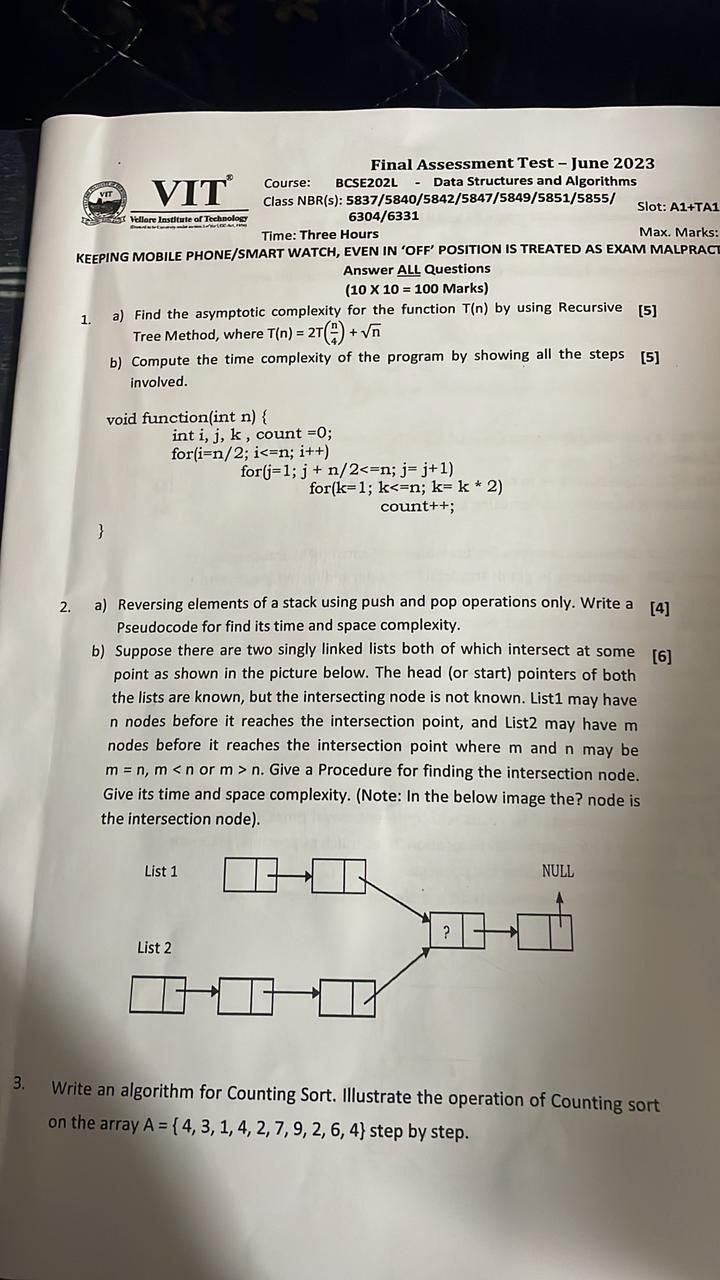 Final Assessment Test – June 2023
VIT®
Vellore Institute of Technology
Course: BCSE202L - Data Structures and Algorithms
Class NBR(s): 5837/5840/5842/5847/5849/5851/5855/
6304/6331
Slot: A1+TA1
Time: Three Hours
Max. Marks:
KEEPING MOBILE PHONE/SMART WATCH, EVEN IN 'OFF' POSITION IS TREATED AS EXAM MALPRACT
Answer ALL Questions
(10 X 10 = 100 Marks)
1. a) Find the asymptotic complexity for the function T(n) by using Recursive [5]
Tree Method, where T(n) = 2T(n/4) + √n
b) Compute the time complexity of the program by showing all the steps [5]
involved.
void function(int n) {
int i, j, k , count =0;
for(i=n/2; i<=n; i++)
for(j=1; j + n/2<=n; j= j+1)
for(k=1; k<=n; k= k * 2)
count++;
}
2. a) Reversing elements of a stack using push and pop operations only. Write a [4]
Pseudocode for find its time and space complexity.
b) Suppose there are two singly linked lists both of which intersect at some [6]
point as shown in the picture below. The head (or start) pointers of both
the lists are known, but the intersecting node is not known. List1 may have
n nodes before it reaches the intersection point, and List2 may have m
nodes before it reaches the intersection point where m and n may be
m = n, m < n or m > n. Give a Procedure for finding the intersection node.
Give its time and space complexity. (Note: In the below image the? node is
the intersection node).
List 1
NULL
?
List 2
3. Write an algorithm for Counting Sort. Illustrate the operation of Counting sort
on the array A = { 4, 3, 1, 4, 2, 7, 9, 2, 6, 4} step by step.